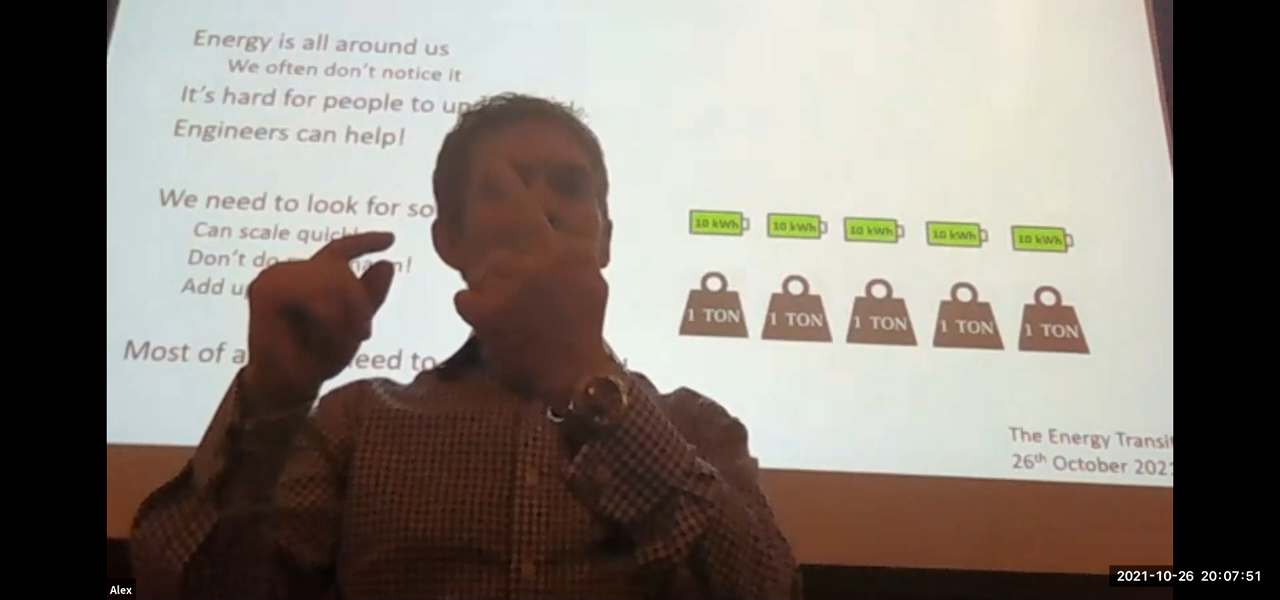 Energy is all around us
We often don't notice it
It's hard for people to
Engineers can help!
We need to look for
Can scale
Don't
Add
Most of
need to
10 kWh 10 kWh 10 kWh 10 kWh 10 kWh
1 TON 1 TON 1 TON 1 TON 1 TON
The Energy
26th October
Alex
2021-10-26 20:07:51